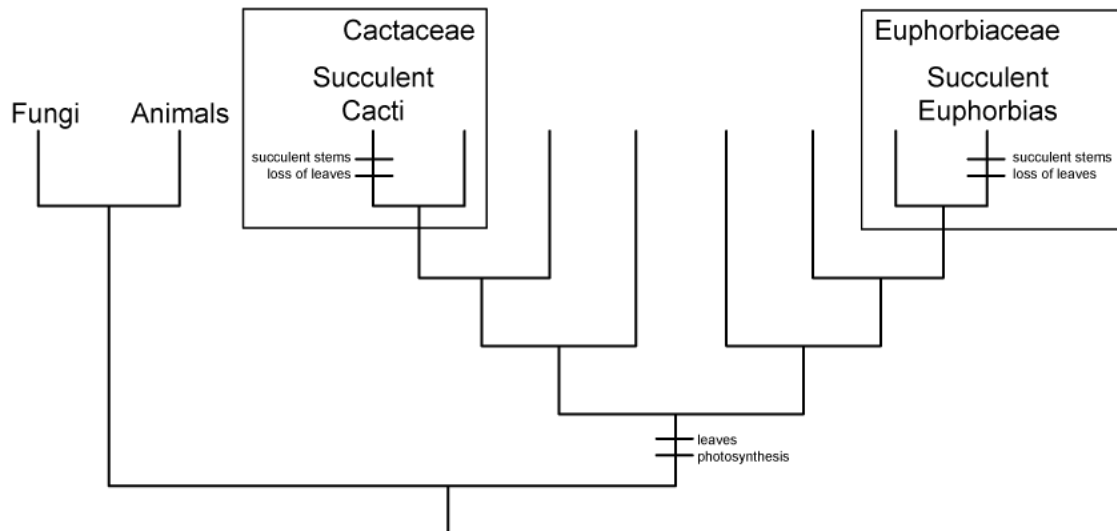 Cactaceae
Succulent
Cacti
Euphorbiaceae
Succulent
Euphorbias
Fungi
Animals
succulent stems
loss of leaves
succulent stems
loss of leaves
leaves
photosynthesis